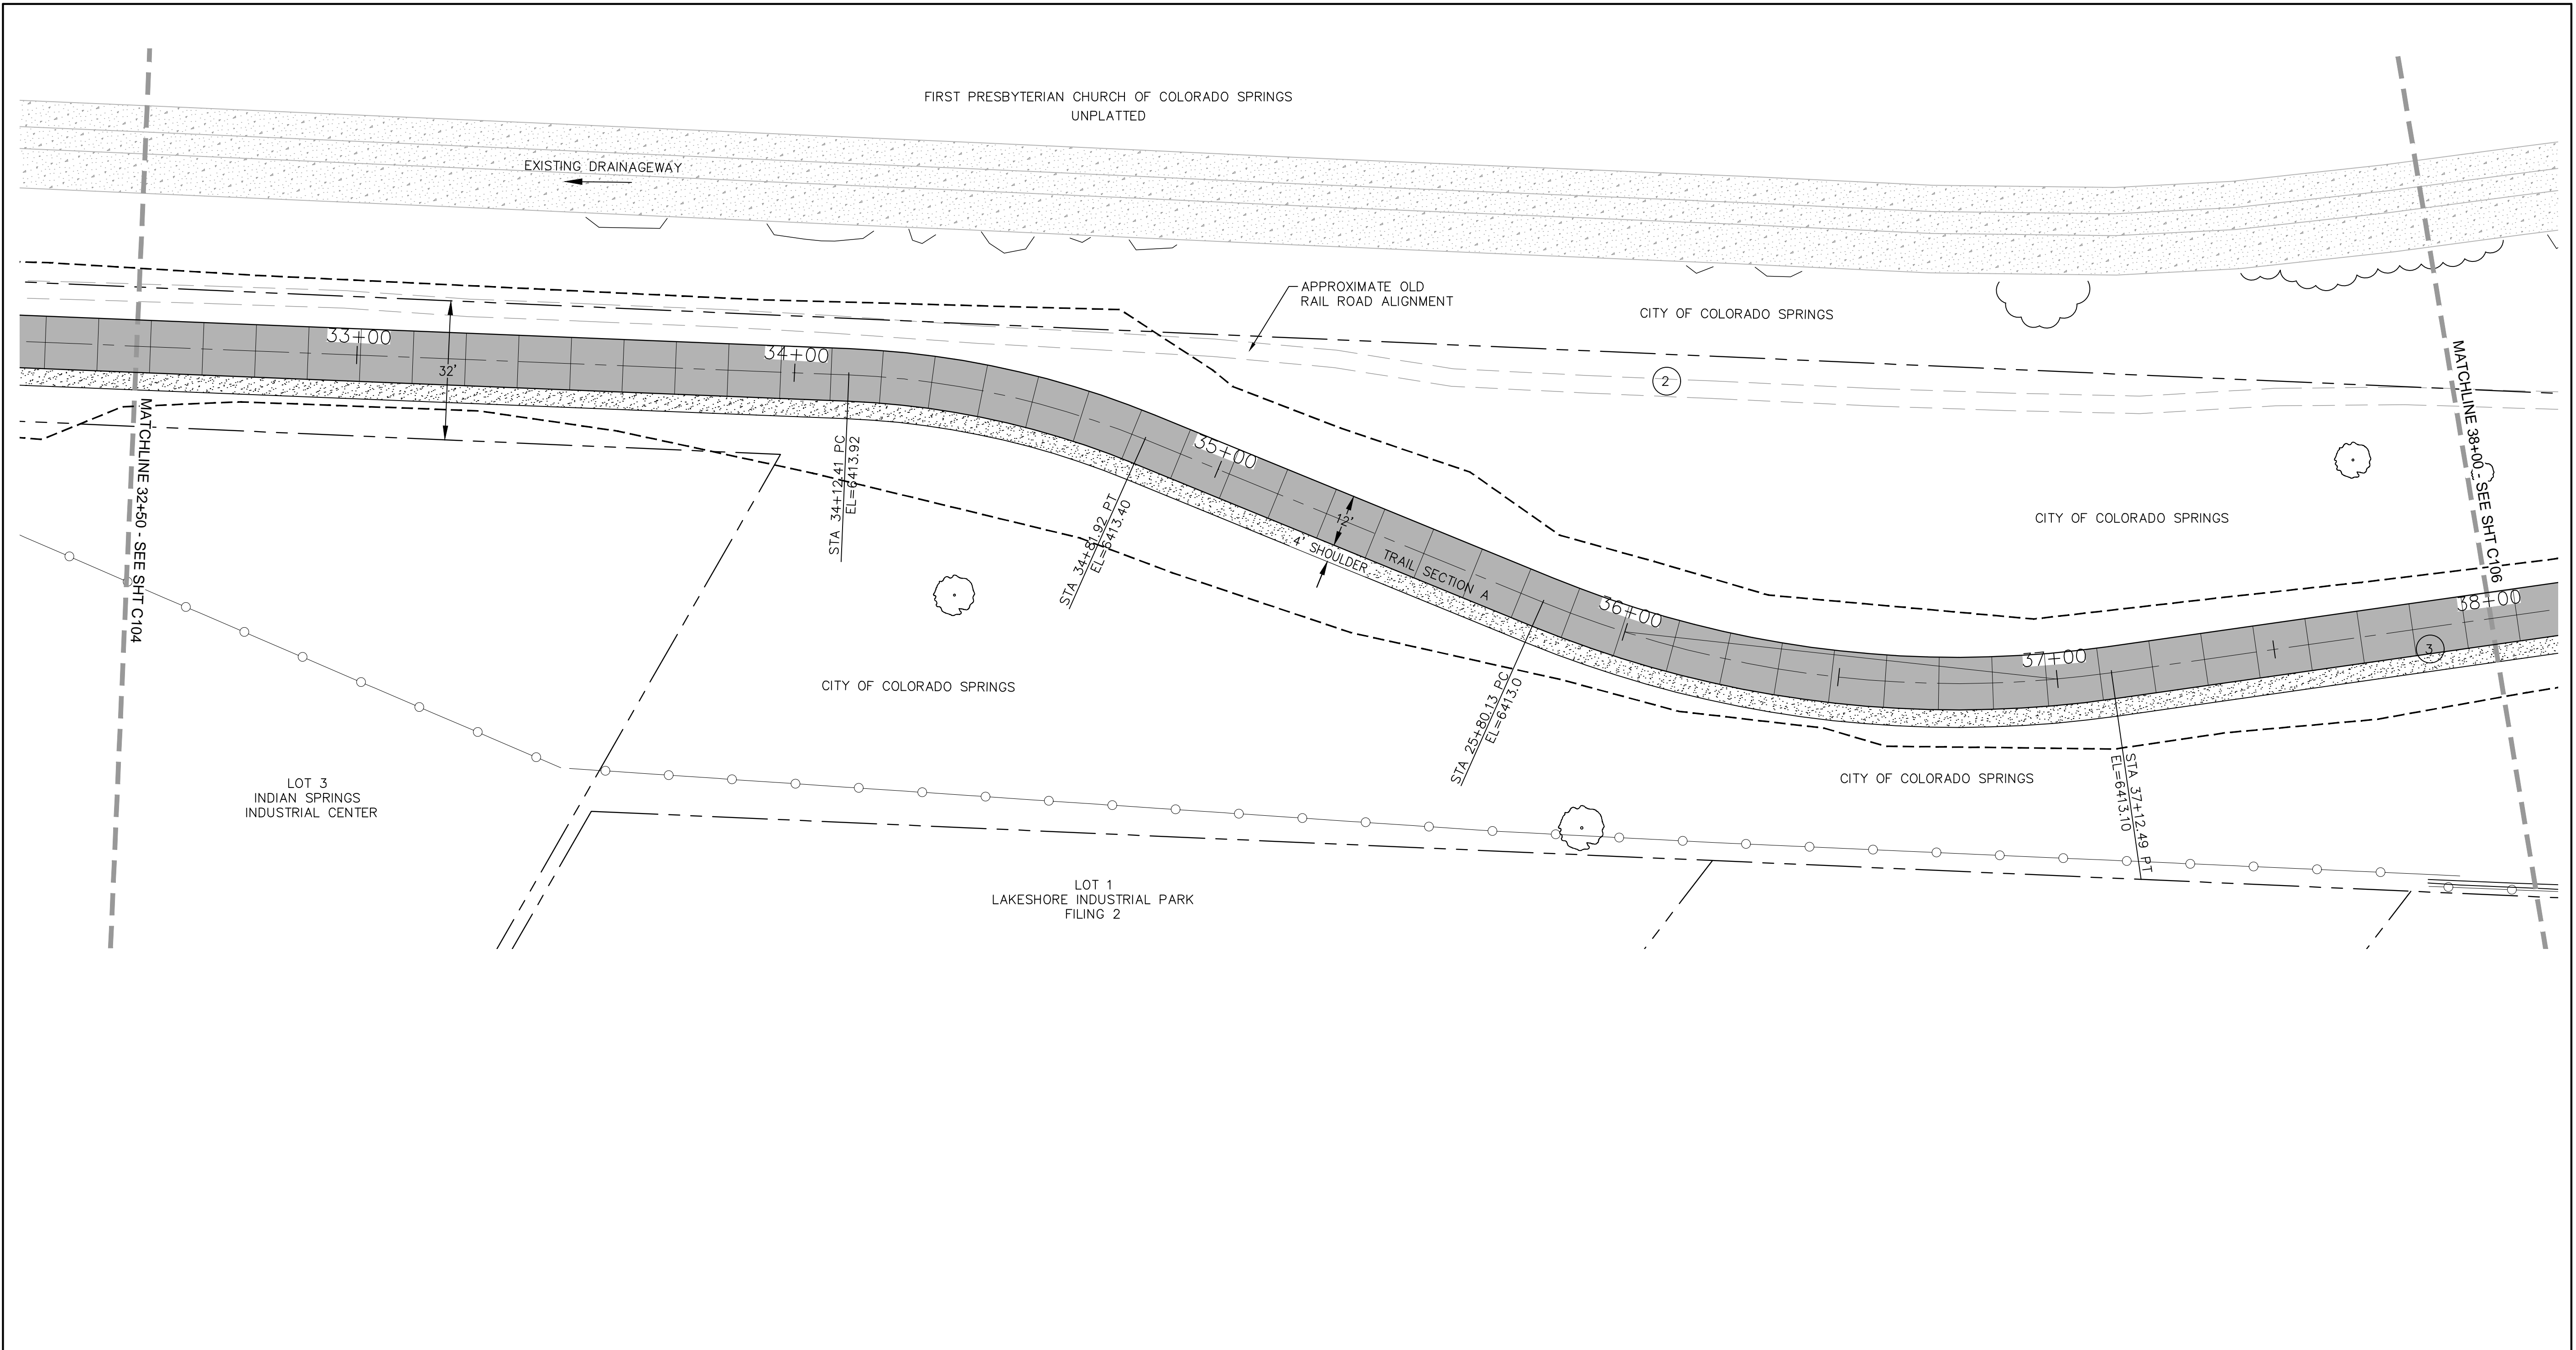 FIRST PRESBYTERIAN CHURCH OF COLORADO SPRINGS
UNPLATTED
EXISTING DRAINAGEWAY
APPROXIMATE OLD
RAIL ROAD ALIGNMENT
CITY OF COLORADO SPRINGS
33+00
34+00
32'
2
MATCHLINE 32+50 - SEE SHT C104
STA 34+12.41 PC
EL=6413.92
35+00
STA 34+81.92 PT
EL=6413.40
12'
4' SHOULDER
TRAIL SECTION A
CITY OF COLORADO SPRINGS
MATCHLINE 38+00 - SEE SHT C106
36+00
37+00
38+00
3
STA 25+80.13 PC
EL=6413.0
CITY OF COLORADO SPRINGS
CITY OF COLORADO SPRINGS
STA 37+12.49 PT
EL=6413.10
LOT 3
INDIAN SPRINGS
INDUSTRIAL CENTER
LOT 1
LAKESHORE INDUSTRIAL PARK
FILING 2